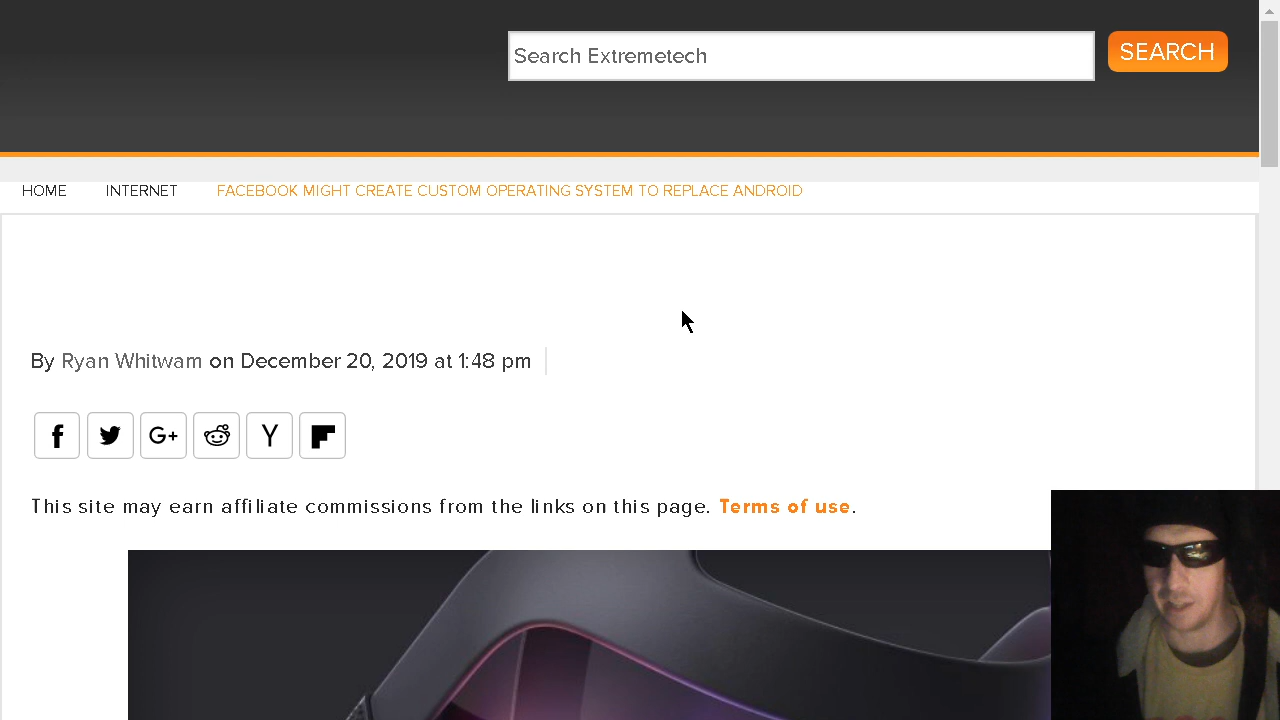 Search Extremetech
SEARCH
HOME INTERNET FACEBOOK MIGHT CREATE CUSTOM OPERATING SYSTEM TO REPLACE ANDROID
By Ryan Whitwam on December 20, 2019 at 1:48 pm
f G+ Y
This site may earn affiliate commissions from the links on this page. Terms of use.